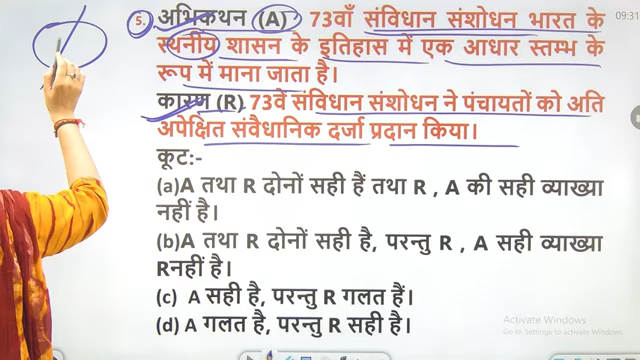 5. अभिकथन (A) 73वाँ संविधान संशोधन भारत के
09:31
स्थनीय शासन के इतिहास में एक आधार स्तम्भ के
रूप में माना जाता है।
कारण (R) 73वें संविधान संशोधन ने पंचायतों को अति
अपेक्षित संवैधानिक दर्जा प्रदान किया।
कूटः-
(a)A तथा R दोनों सही हैं तथा R , A की सही व्याख्या
नहीं है।
(b)A तथा R दोनों सही है, परन्तु R , A सही व्याख्या
Rनहीं है।
(c) A सही है, परन्तु R गलत हैं।
(d) A गलत है, परन्तु R सही है।
Activate Windows
Go to Settings to activate Windows.